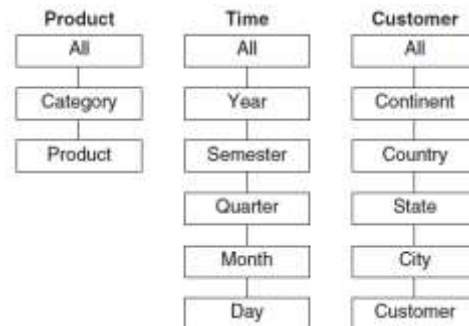 Product
All
Category
Product
Time
All
Year
Semester
Quarter
Month
Day
Customer
All
Continent
Country
State
City
Customer